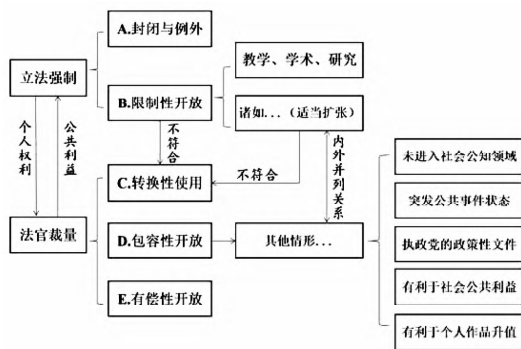 A.封闭与例外
立法强制
B.限制性开放
教学、学术、研究
诸如...（适当扩张）
个人权利
公共利益
不符合
不符合
内外并列关系
C.转换性使用
法官裁量
D.包容性开放
其他情形...
E.有偿性开放
未进入社会公知领域
突发公共事件状态
执政党的政策性文件
有利于社会公共利益
有利于个人作品升值